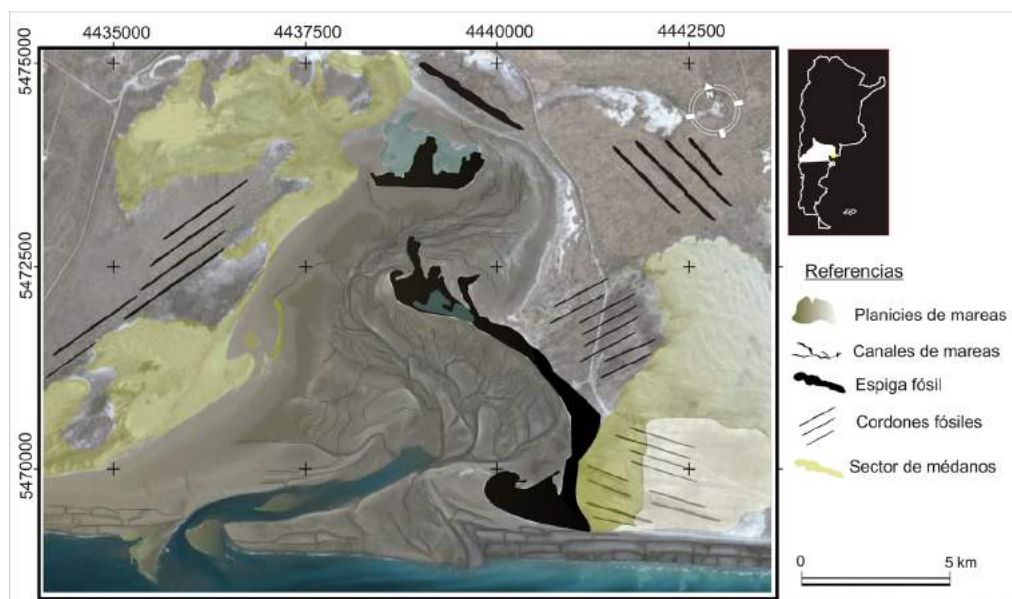 4435000
4437500
4440000
4442500
5475000
5472500
5470000
N
Referencias
Planicies de mareas
Canales de mareas
Espiga fósil
Cordones fósiles
Sector de médanos
0
5 km